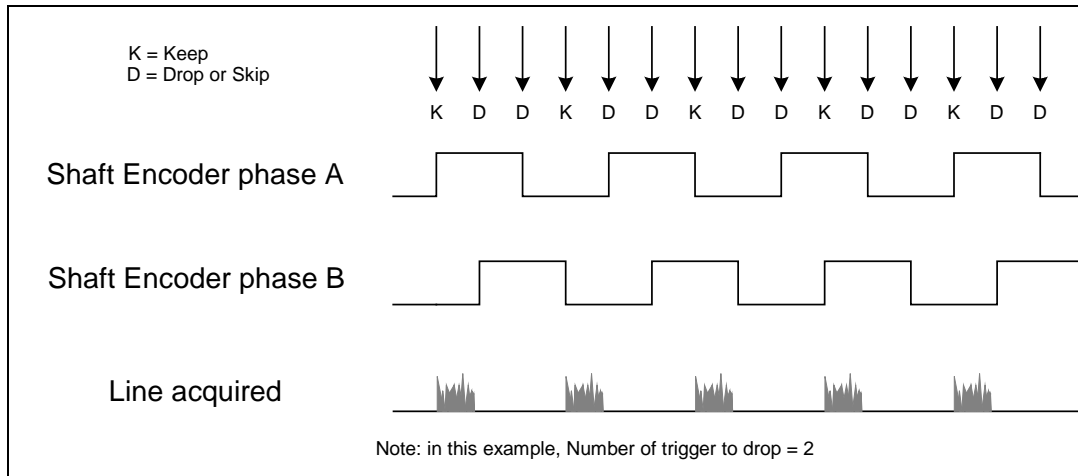 K = Keep
D = Drop or Skip
K D D K D D K D D K D D K D D
Shaft Encoder phase A
Shaft Encoder phase B
Line acquired
Note: in this example, Number of trigger to drop = 2